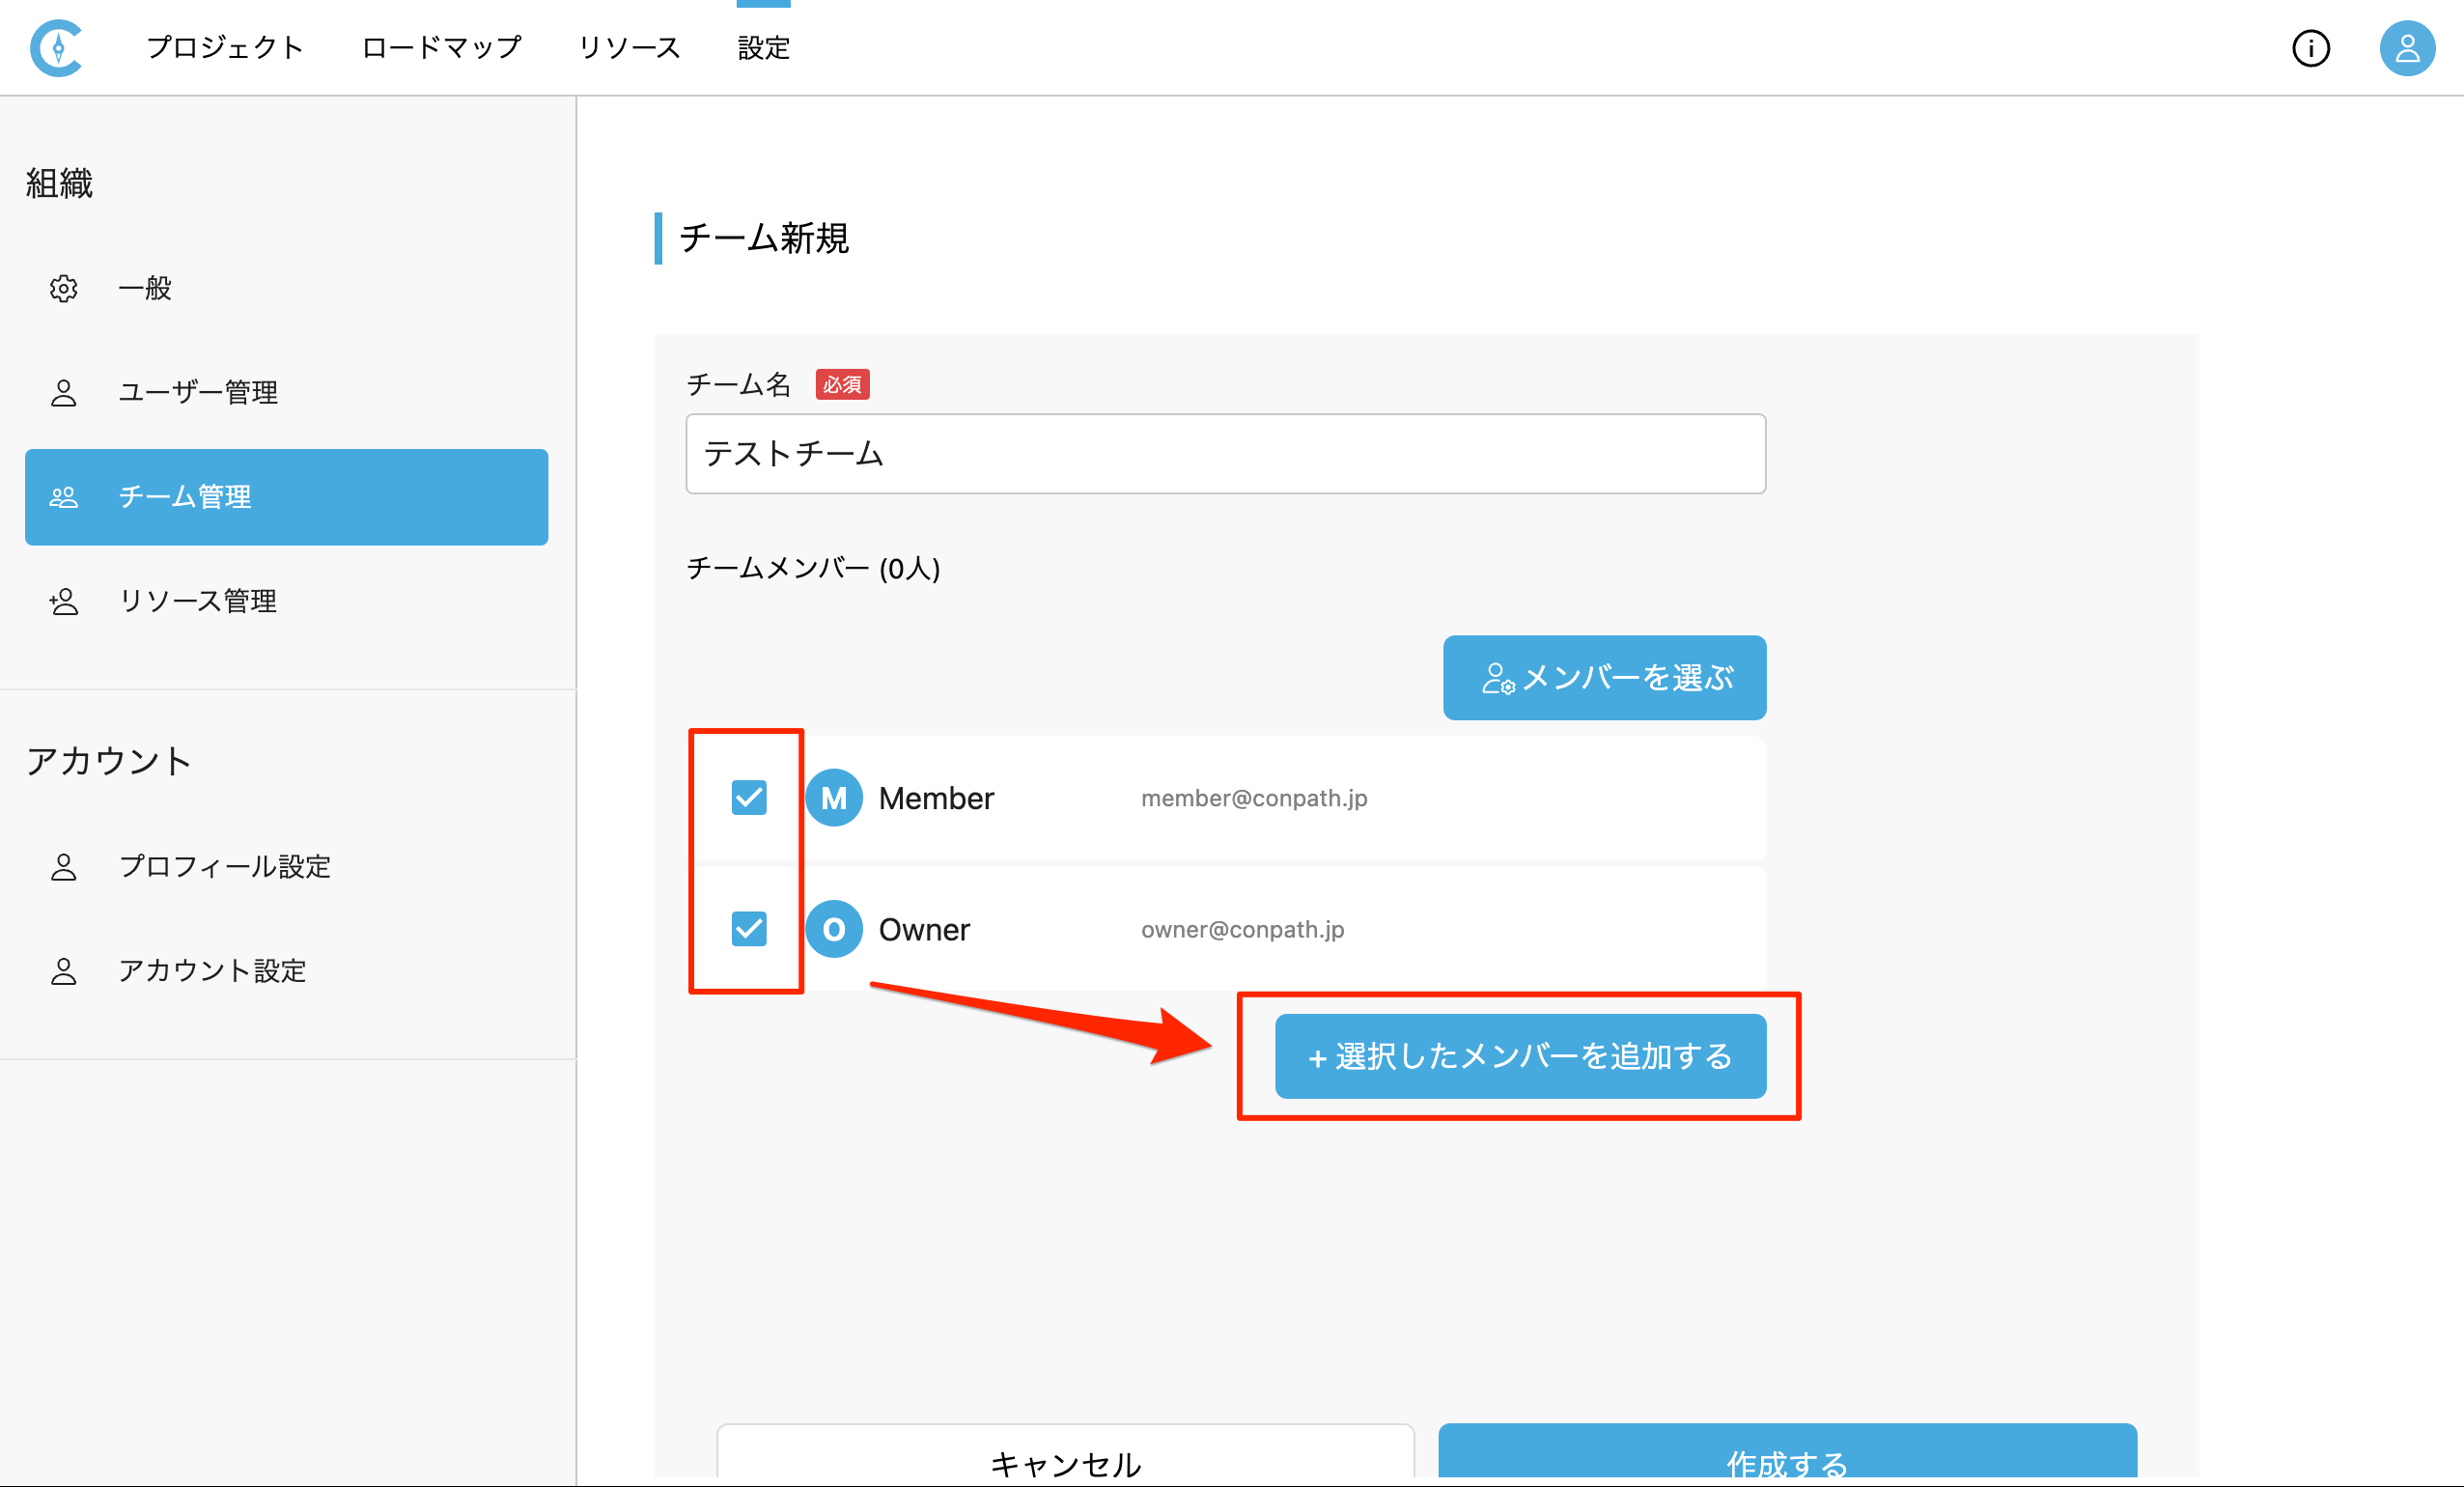 プロジェクト ロードマップ リソース 設定
組織
一般
ユーザー管理
チーム管理
リソース管理
アカウント
プロフィール設定
アカウント設定
チーム新規
チーム名 必須
テストチーム
チームメンバー (0人)
メンバーを選ぶ
M Member member@conpath.jp
O Owner owner@conpath.jp
+ 選択したメンバーを追加する
キャンセル 作成する